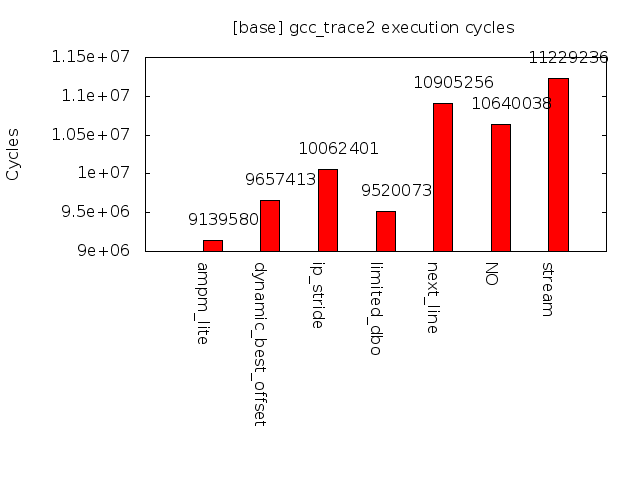 [base] gcc_trace2 execution cycles
Cycles
1.15e+07
1.1e+07
1.05e+07
1e+07
9.5e+06
9e+06
9139580
9657413
10062401
9520073
10905256
10640038
11229236
ampm_lite
dynamic_best_offset
ip_stride
limited_dbo
next_line
NO
stream